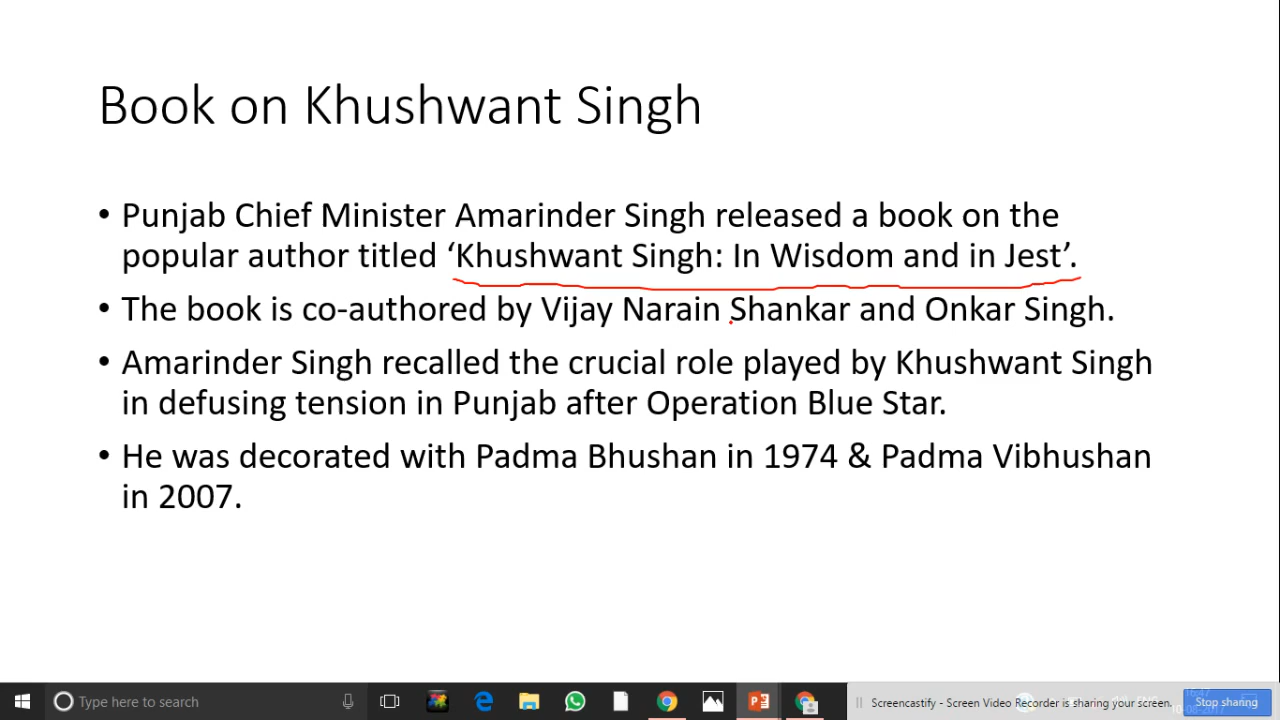 Book on Khushwant Singh
• Punjab Chief Minister Amarinder Singh released a book on the
popular author titled ‘Khushwant Singh: In Wisdom and in Jest’.
• The book is co-authored by Vijay Narain Shankar and Onkar Singh.
• Amarinder Singh recalled the crucial role played by Khushwant Singh
in defusing tension in Punjab after Operation Blue Star.
• He was decorated with Padma Bhushan in 1974 & Padma Vibhushan
in 2007.
Type here to search
Screencastify - Screen Video Recorder is sharing your screen.
Stop sharing